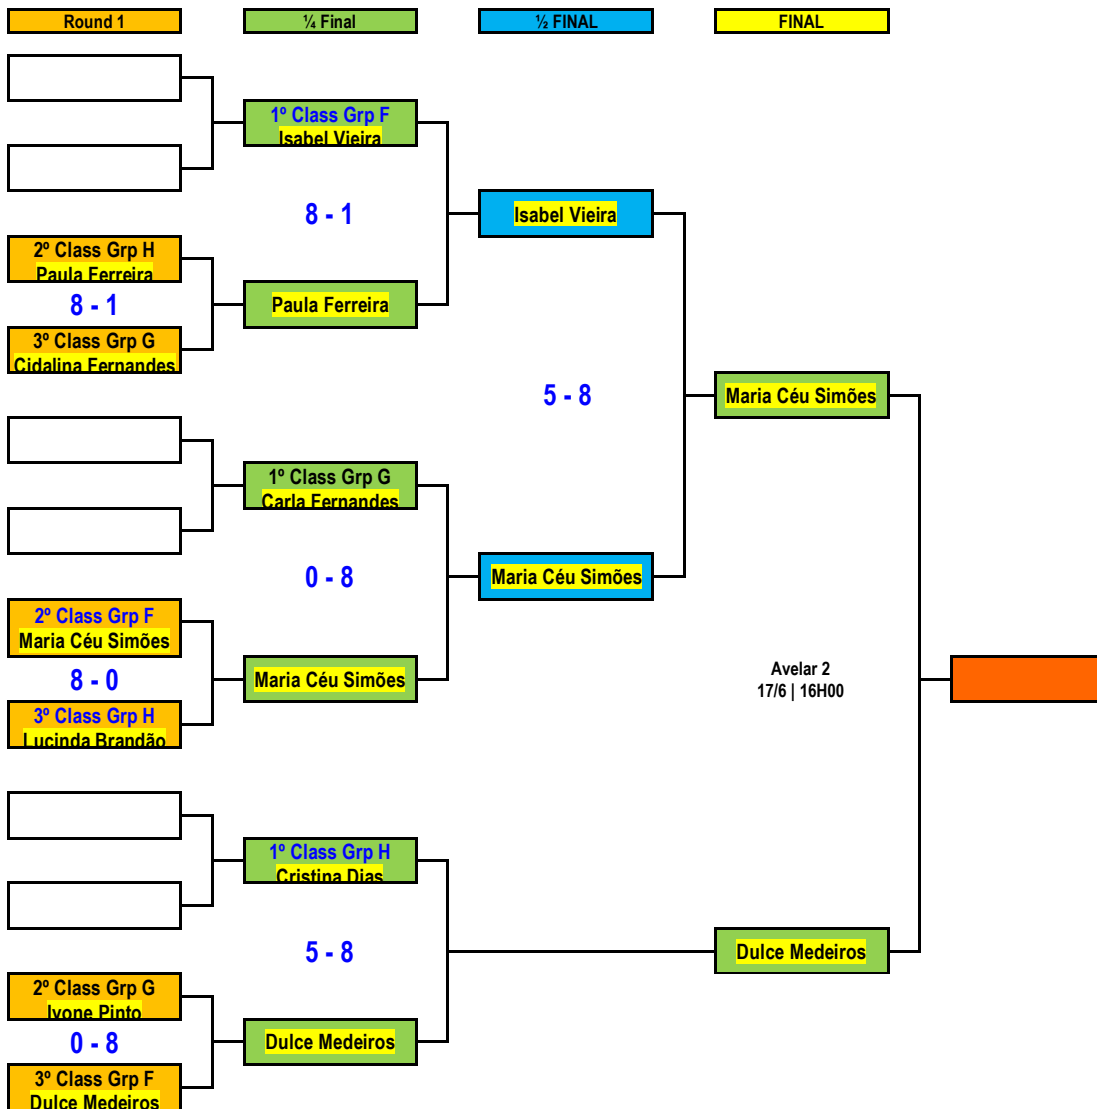 Round 1
¼ Final
½ FINAL
FINAL
1º Class Grp F
Isabel Vieira
8 - 1
Isabel Vieira
2º Class Grp H
Paula Ferreira
8 - 1
Paula Ferreira
3º Class Grp G
Cidalina Fernandes
5 - 8
Maria Céu Simões
1º Class Grp G
Carla Fernandes
0 - 8
Maria Céu Simões
2º Class Grp F
Maria Céu Simões
8 - 0
Maria Céu Simões
3º Class Grp H
Lucinda Brandão
Avelar 2
17/6 | 16H00
1º Class Grp H
Cristina Dias
5 - 8
Dulce Medeiros
2º Class Grp G
Ivone Pinto
0 - 8
Dulce Medeiros
3º Class Grp F
Dulce Medeiros